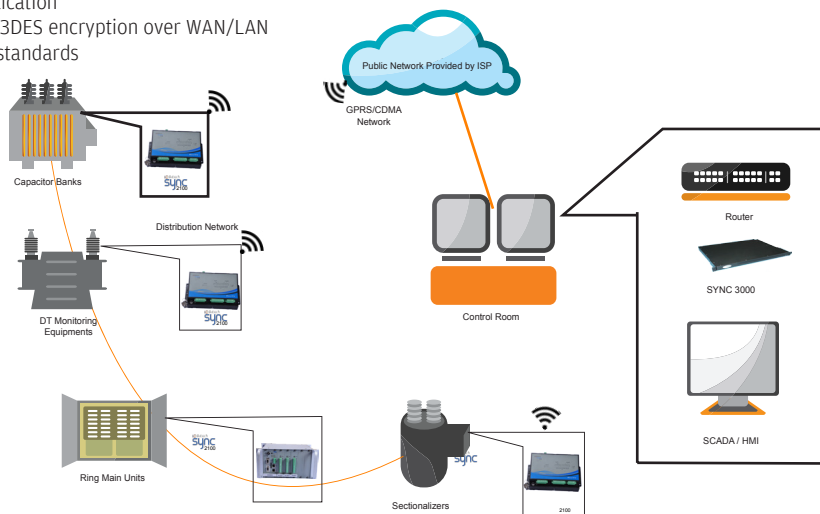 ication
3DES encryption over WAN/LAN
standards
Public Network Provided by ISP
GPRS/CDMA
Network
Capacitor Banks
sync
2100
Distribution Network
DT Monitoring
Equipments
sync
2100
Control Room
Router
SYNC 3000
SCADA / HMI
Ring Main Units
sync
2100
Sectionalizers
sync
2100